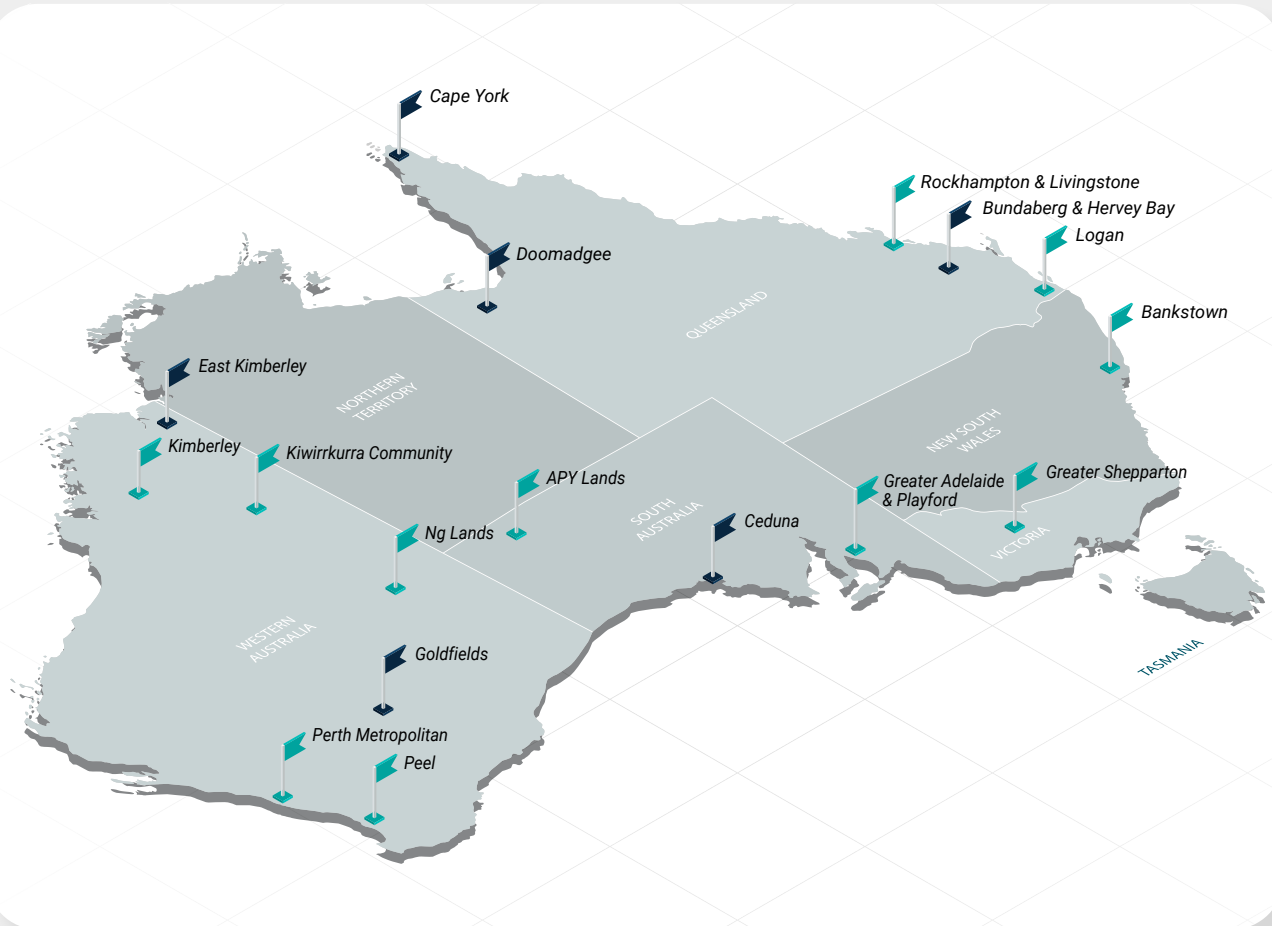 Cape York
Rockhampton & Livingstone
Bundaberg & Hervey Bay
Logan
Doomadgee
QUEENSLAND
Bankstown
East Kimberley
NORTHERN
TERRITORY
NEW SOUTH
WALES
Kimberley
Kiwirrkurra Community
APY Lands
Greater Adelaide
& Playford
Greater Shepparton
SOUTH
AUSTRALIA
Ceduna
Ng Lands
VICTORIA
WESTERN
AUSTRALIA
Goldfields
TASMANIA
Perth Metropolitan
Peel